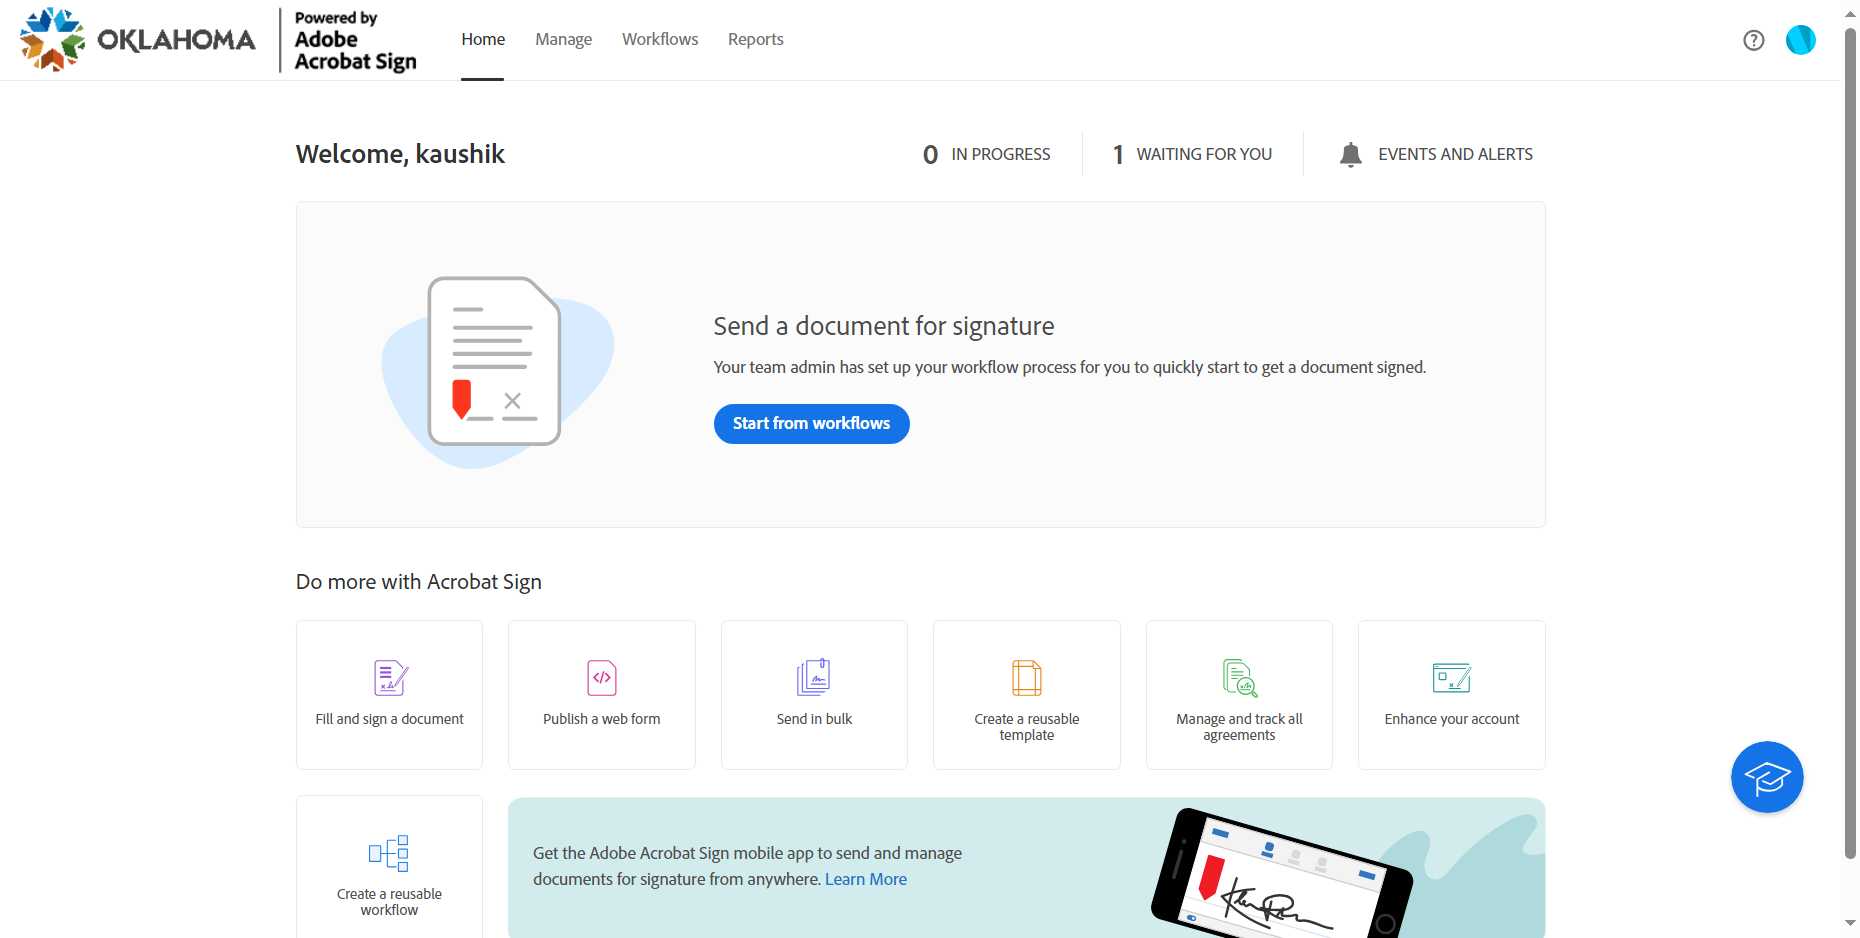 OKLAHOMA
Powered by
Adobe
Acrobat Sign
Home
Manage
Workflows
Reports
Welcome, kaushik
0 IN PROGRESS
1 WAITING FOR YOU
EVENTS AND ALERTS
Send a document for signature
Your team admin has set up your workflow process for you to quickly start to get a document signed.
Start from workflows
Do more with Acrobat Sign
Fill and sign a document
Publish a web form
Send in bulk
Create a reusable
template
Manage and track all
agreements
Enhance your account
Create a reusable
workflow
Get the Adobe Acrobat Sign mobile app to send and manage
documents for signature from anywhere. Learn More